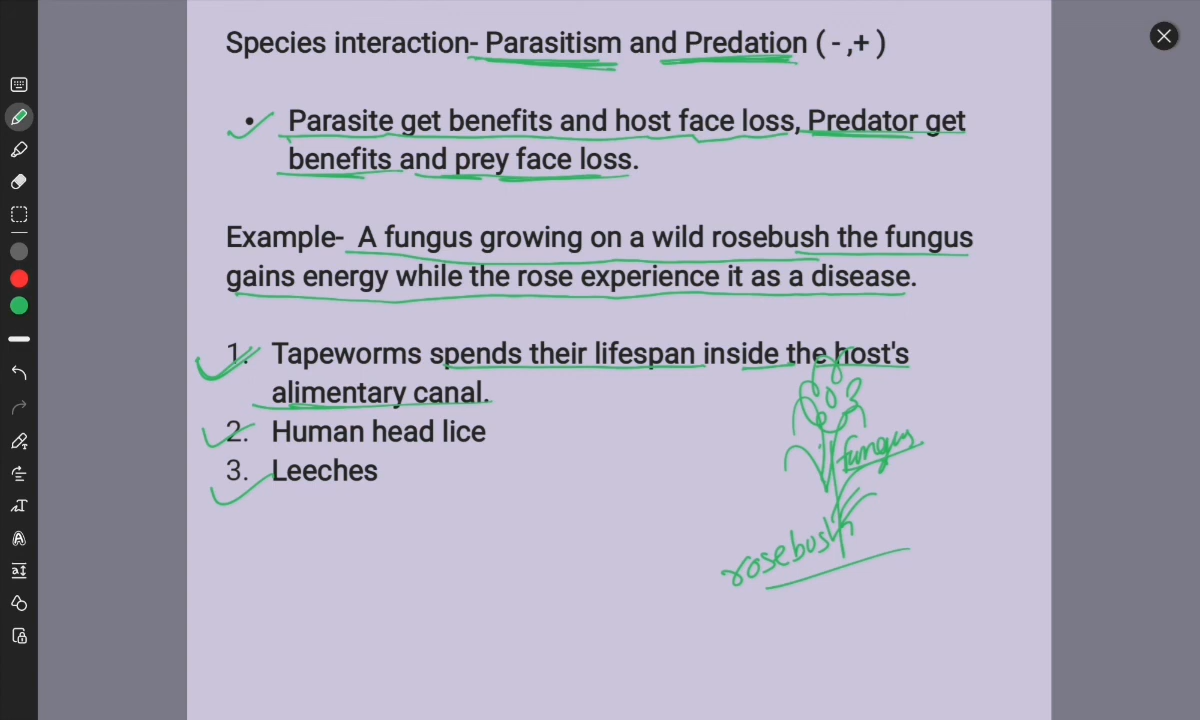 Species interaction- Parasitism and Predation ( - ,+ )
• Parasite get benefits and host face loss, Predator get
benefits and prey face loss.
Example- A fungus growing on a wild rosebush the fungus
gains energy while the rose experience it as a disease.
1. Tapeworms spends their lifespan inside the host's
alimentary canal.
2. Human head lice
3. Leeches
fungus
rosebush